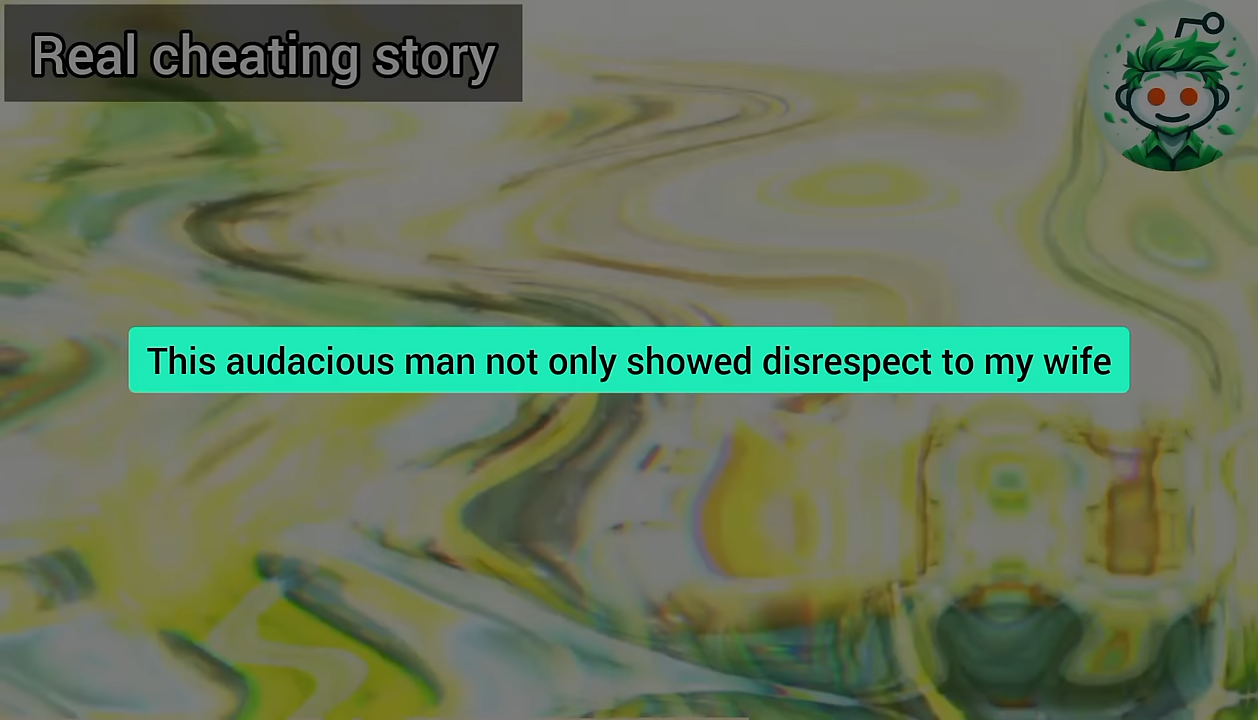 Real cheating story
This audacious man not only showed disrespect to my wife